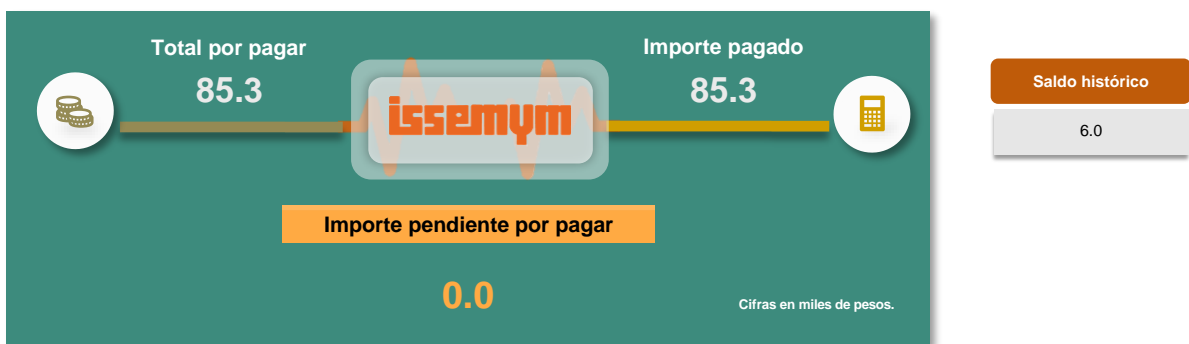 Total por pagar
85.3
issemym
Importe pagado
85.3
Importe pendiente por pagar
0.0
Cifras en miles de pesos.
Saldo histórico
6.0